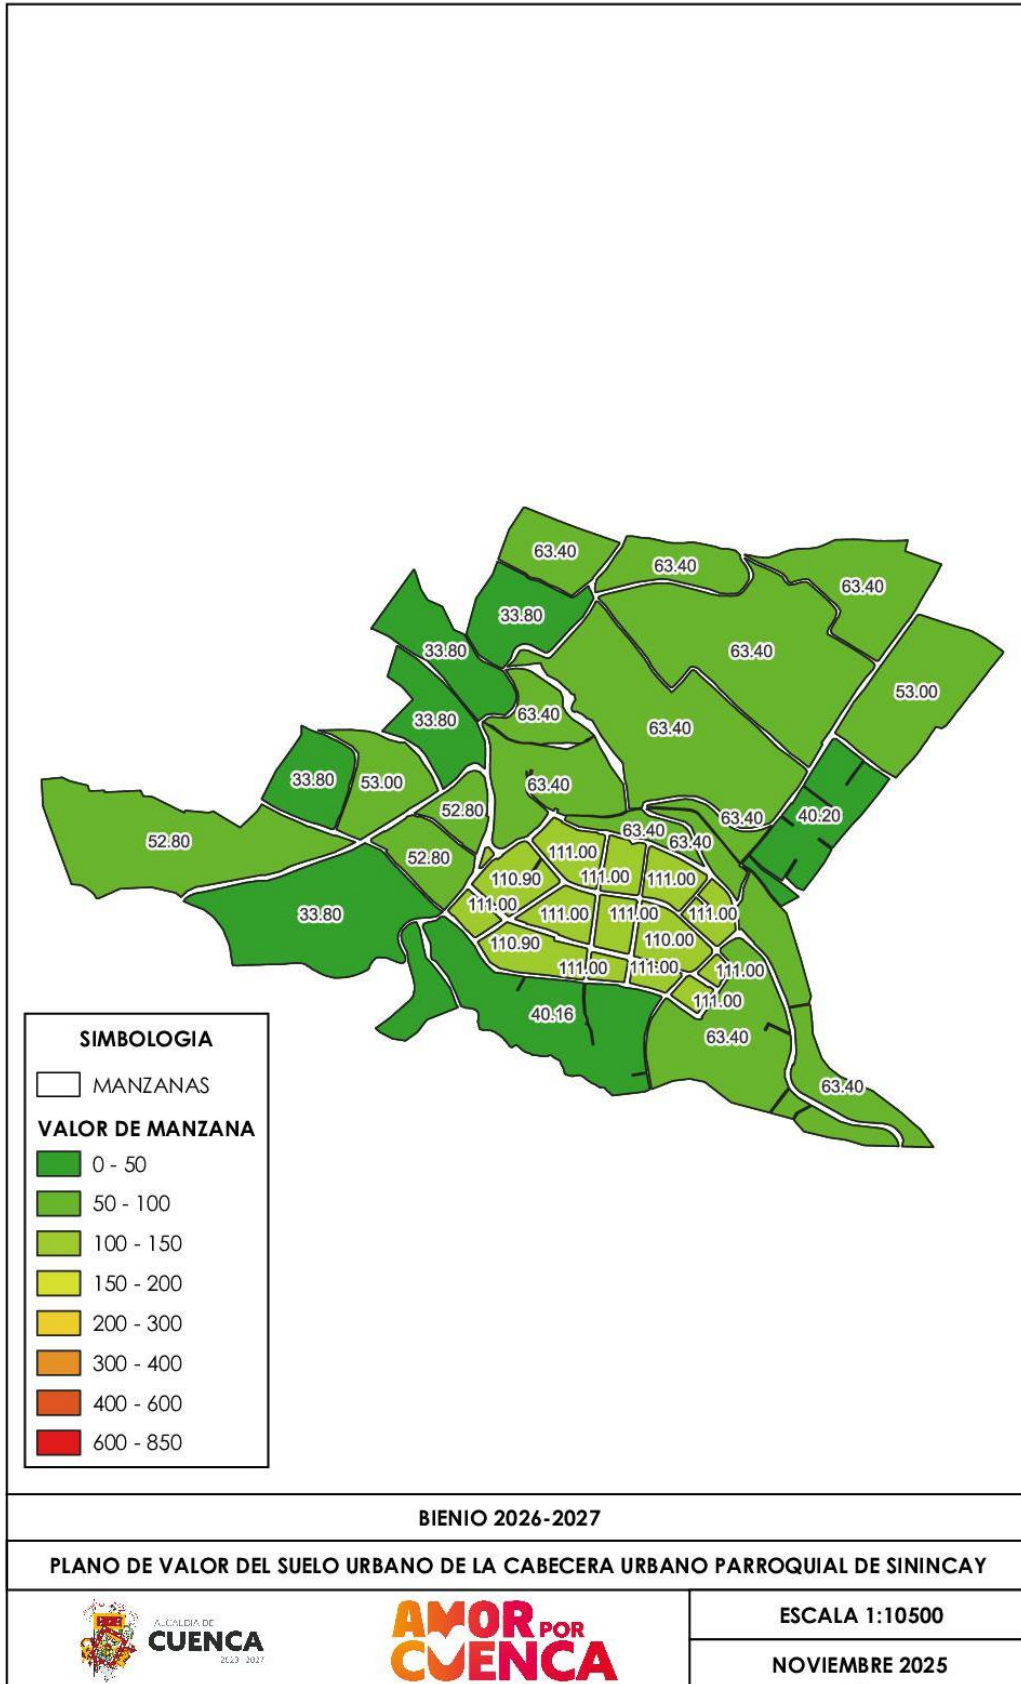 63.40
63.40
63.40
33.80
33.80
63.40
53.00
63.40
33.80
63.40
33.80
53.00
63.40
52.80
63.40
40.20
52.80
63.40
63.40
52.80
111.00
110.90
111.00
111.00
33.80
111.00
111.00
111.00
111.00
110.90
110.00
111.00
111.00
111.00
111.00
40.16
63.40
63.40
SIMBOLOGIA
MANZANAS
VALOR DE MANZANA
0 - 50
50 - 100
100 - 150
150 - 200
200 - 300
300 - 400
400 - 600
600 - 850
BIENIO 2026-2027
PLANO DE VALOR DEL SUELO URBANO DE LA CABECERA URBANO PARROQUIAL DE SININCAY
ALCALDIA DE
CUENCA
2023 - 2027
AMOR POR
CUENCA
ESCALA 1:10500
NOVIEMBRE 2025